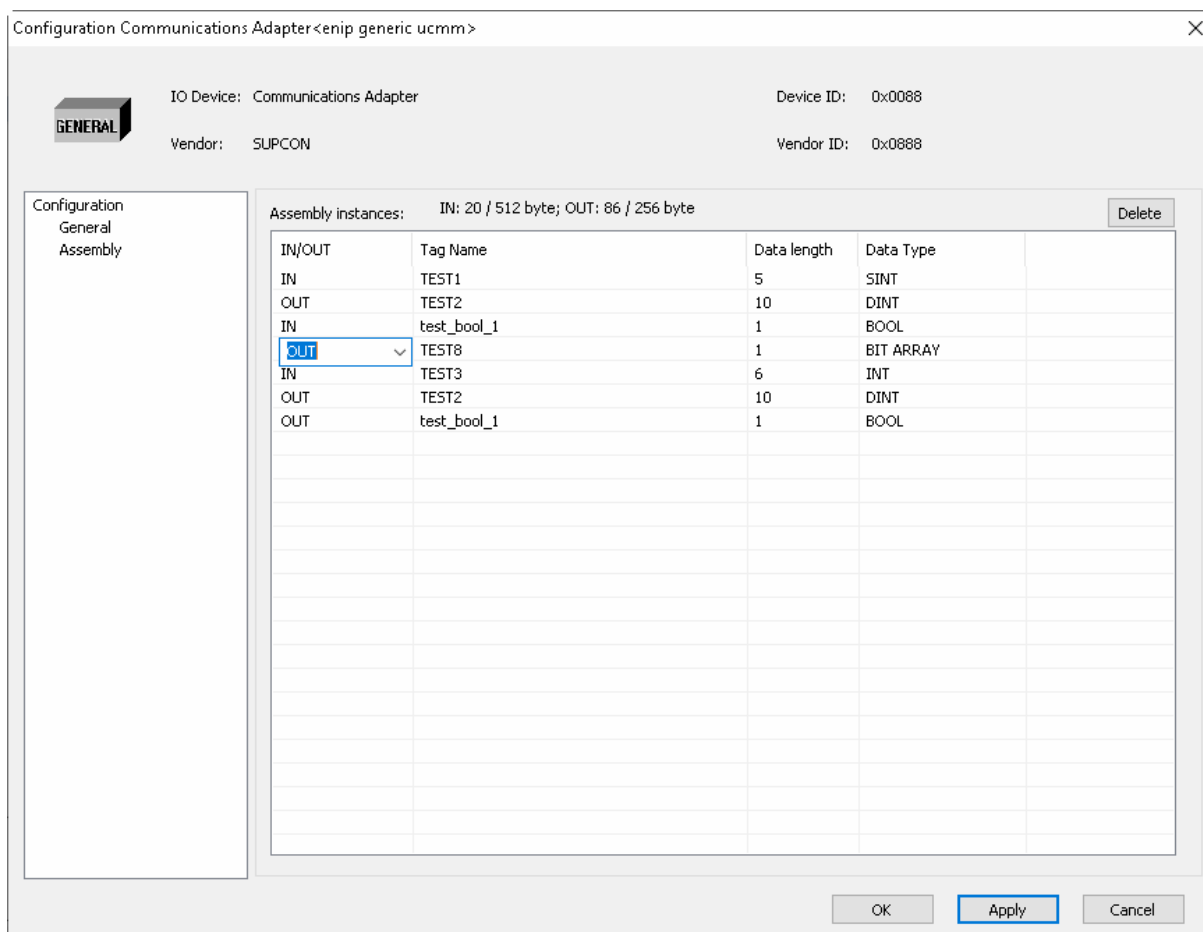 Configuration Communications Adapter<enip generic ucmm>
GENERAL
IO Device: Communications Adapter Device ID: 0x0088
Vendor: SUPCON Vendor ID: 0x0888
Configuration
General
Assembly
Assembly instances: IN: 20 / 512 byte; OUT: 86 / 256 byte Delete
IN/OUT Tag Name Data length Data Type
IN TEST1 5 SINT
OUT TEST2 10 DINT
IN test_bool_1 1 BOOL
OUT TEST8 1 BIT ARRAY
IN TEST3 6 INT
OUT TEST2 10 DINT
OUT test_bool_1 1 BOOL
OK Apply Cancel